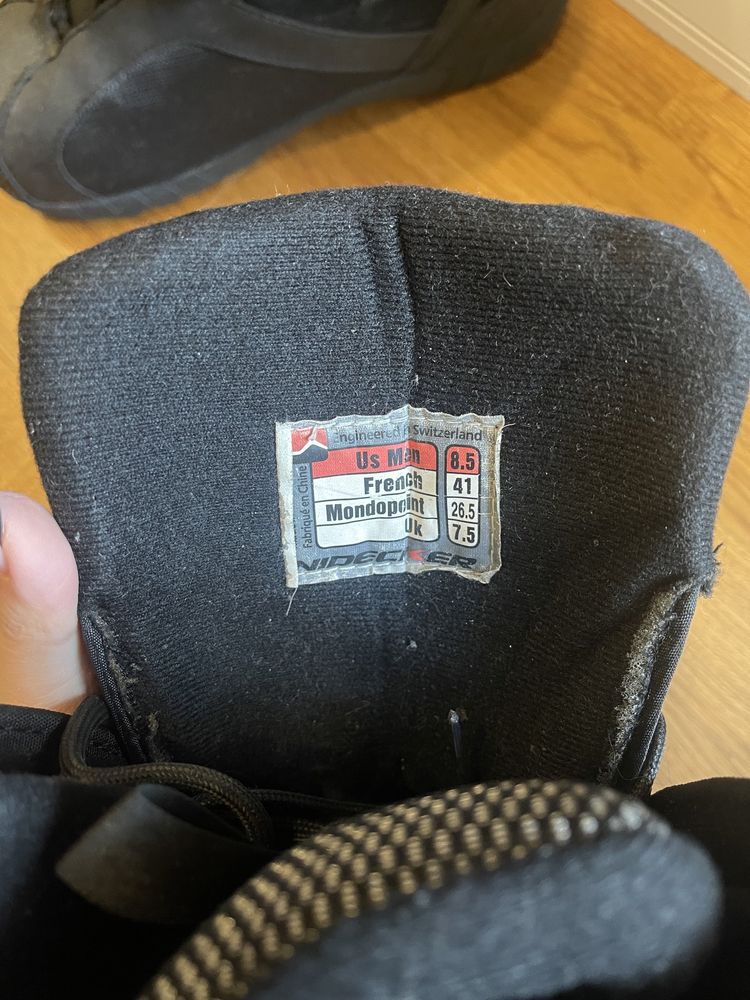 Engineered in Switzerland
Us Men 8.5
French 41
Mondopoint 26.5
Uk 7.5
Fabriqué en Chine
NIDECKER